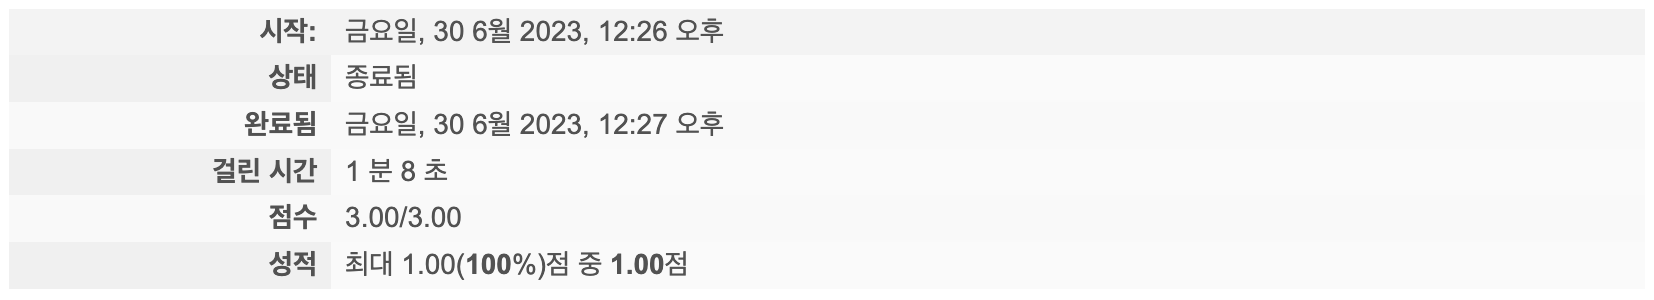 시작: 금요일, 30 6월 2023, 12:26 오후
상태 종료됨
완료됨 금요일, 30 6월 2023, 12:27 오후
걸린 시간 1 분 8 초
점수 3.00/3.00
성적 최대 1.00(100%)점 중 1.00점